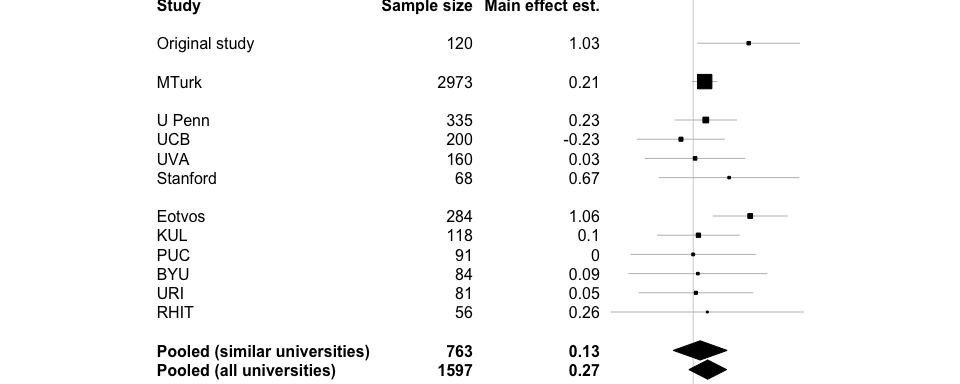 Study Sample size Main effect est.
Original study 120 1.03
MTurk 2973 0.21
U Penn 335 0.23
UCB 200 -0.23
UVA 160 0.03
Stanford 68 0.67
Eotvos 284 1.06
KUL 118 0.1
PUC 91 0
BYU 84 0.09
URI 81 0.05
RHIT 56 0.26
Pooled (similar universities) 763 0.13
Pooled (all universities) 1597 0.27